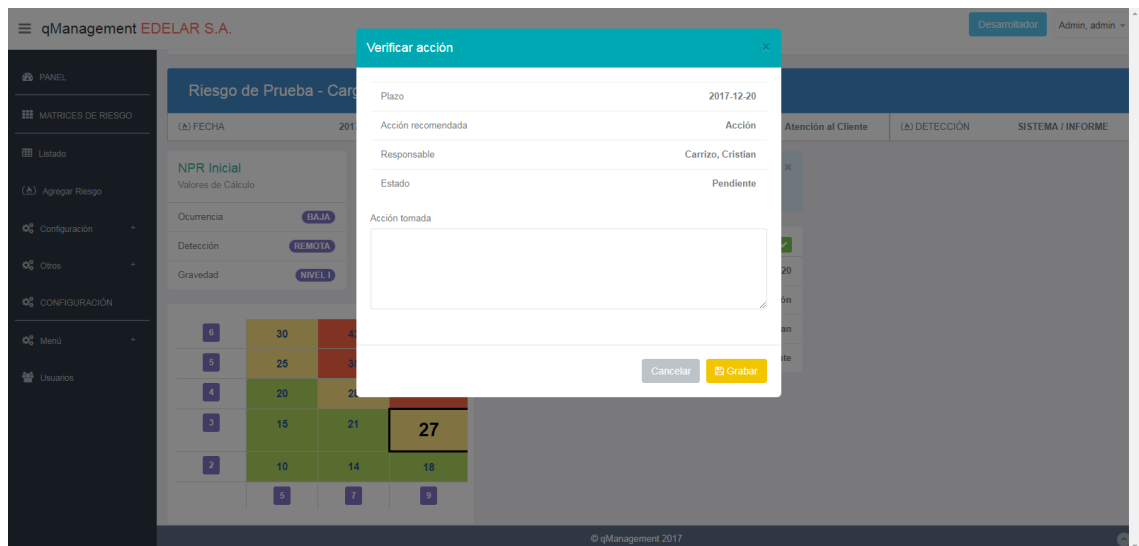 qManagement EDELAR S.A.
Desarrollador
Admin, admin
PANEL
MATRICES DE RIESGO
Listado
Agregar Riesgo
Configuración +
Otros +
CONFIGURACIÓN
Menú +
Usuarios
Riesgo de Prueba -
FECHA
Atención al Cliente
DETECCIÓN SISTEMA / INFORME
NPR Inicial
Valores de Cálculo
Ocurrencia BAJA
Detección REMOTA
Gravedad NIVEL I
6 30
5 25
4 20
3 15 21 27
2 10 14 18
5 7 9
Verificar acción ×
Plazo 2017-12-20
Acción recomendada Acción
Responsable Carrizo, Cristian
Estado Pendiente
Acción tomada
Cancelar Grabar
© qManagement 2017